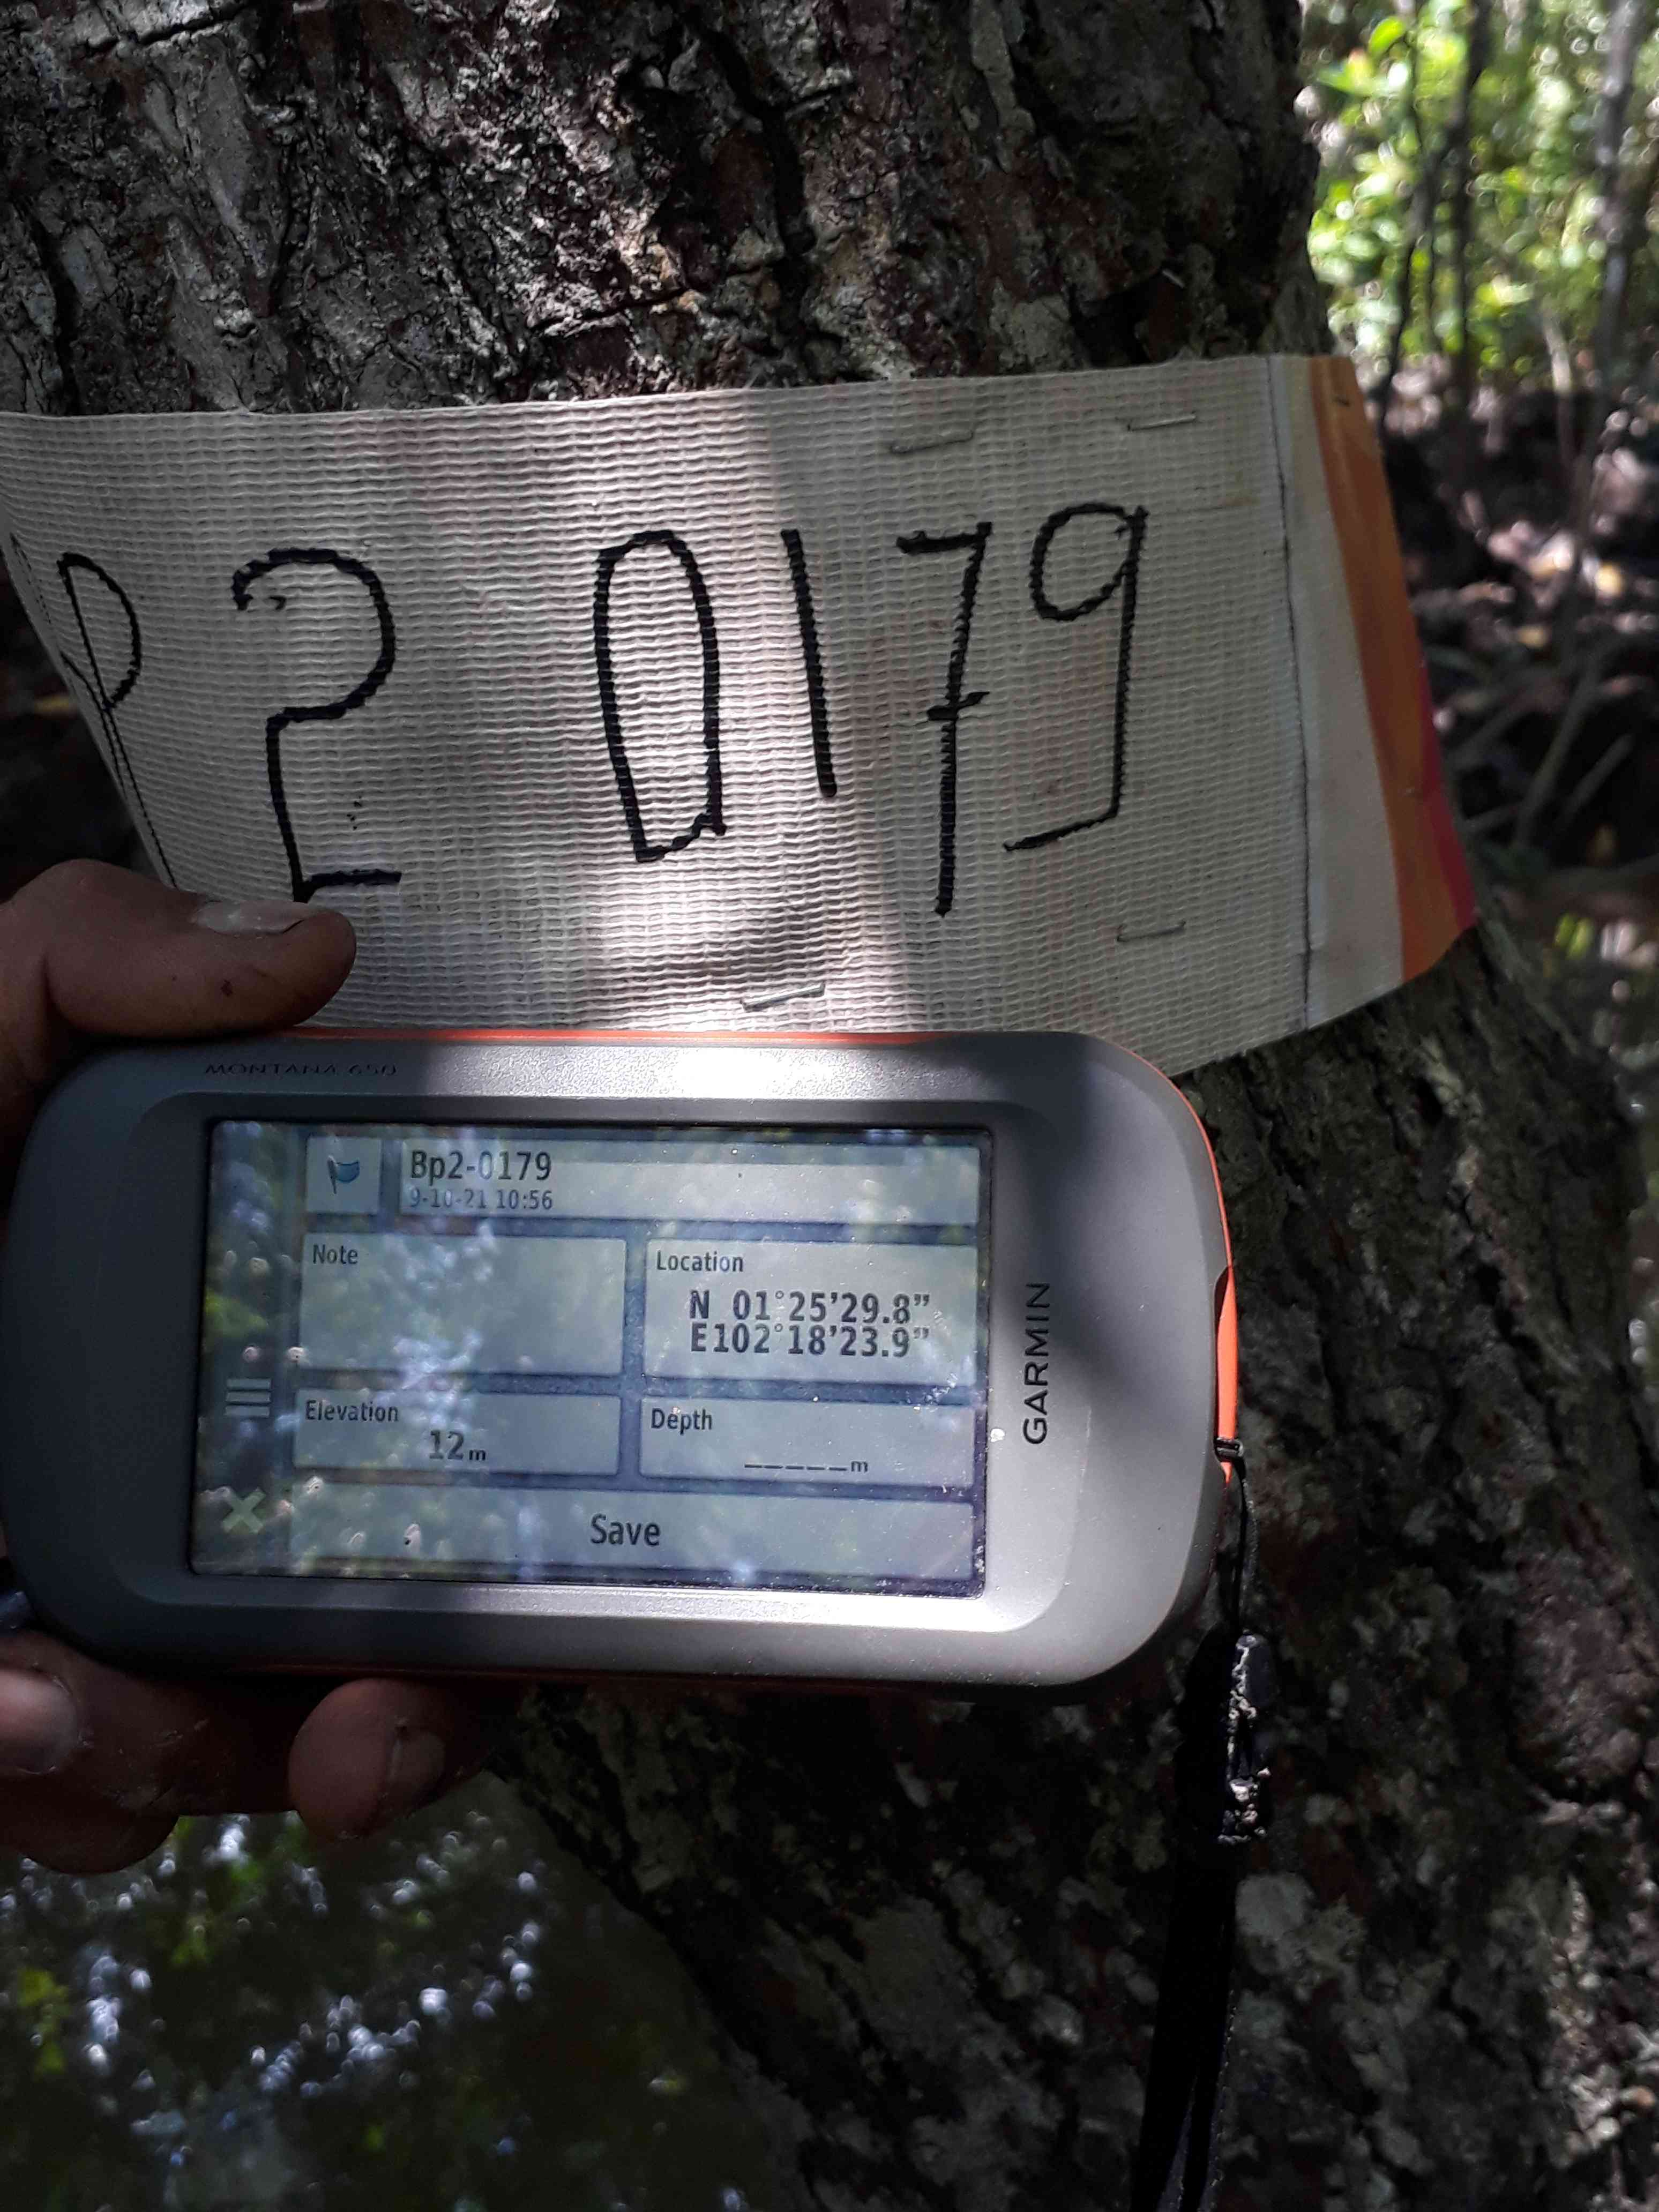 P2 0179
MONTANA 650
Bp2-0179
9-10-21 10:56
Note
Location
N 01°25'29.8"
E102°18'23.9"
Elevation
12m
Depth
_____m
Save
GARMIN